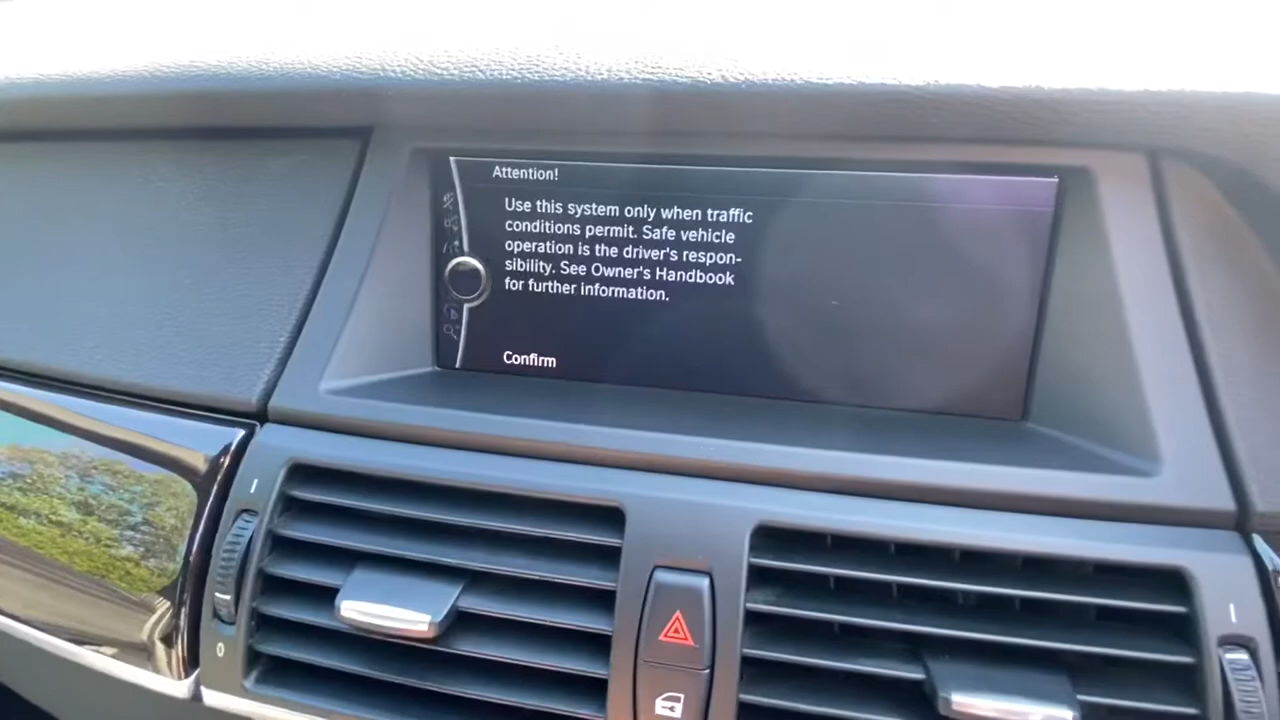 Attention!
Use this system only when traffic
conditions permit. Safe vehicle
operation is the driver's respon-
sibility. See Owner's Handbook
for further information.
Confirm
I
0
I